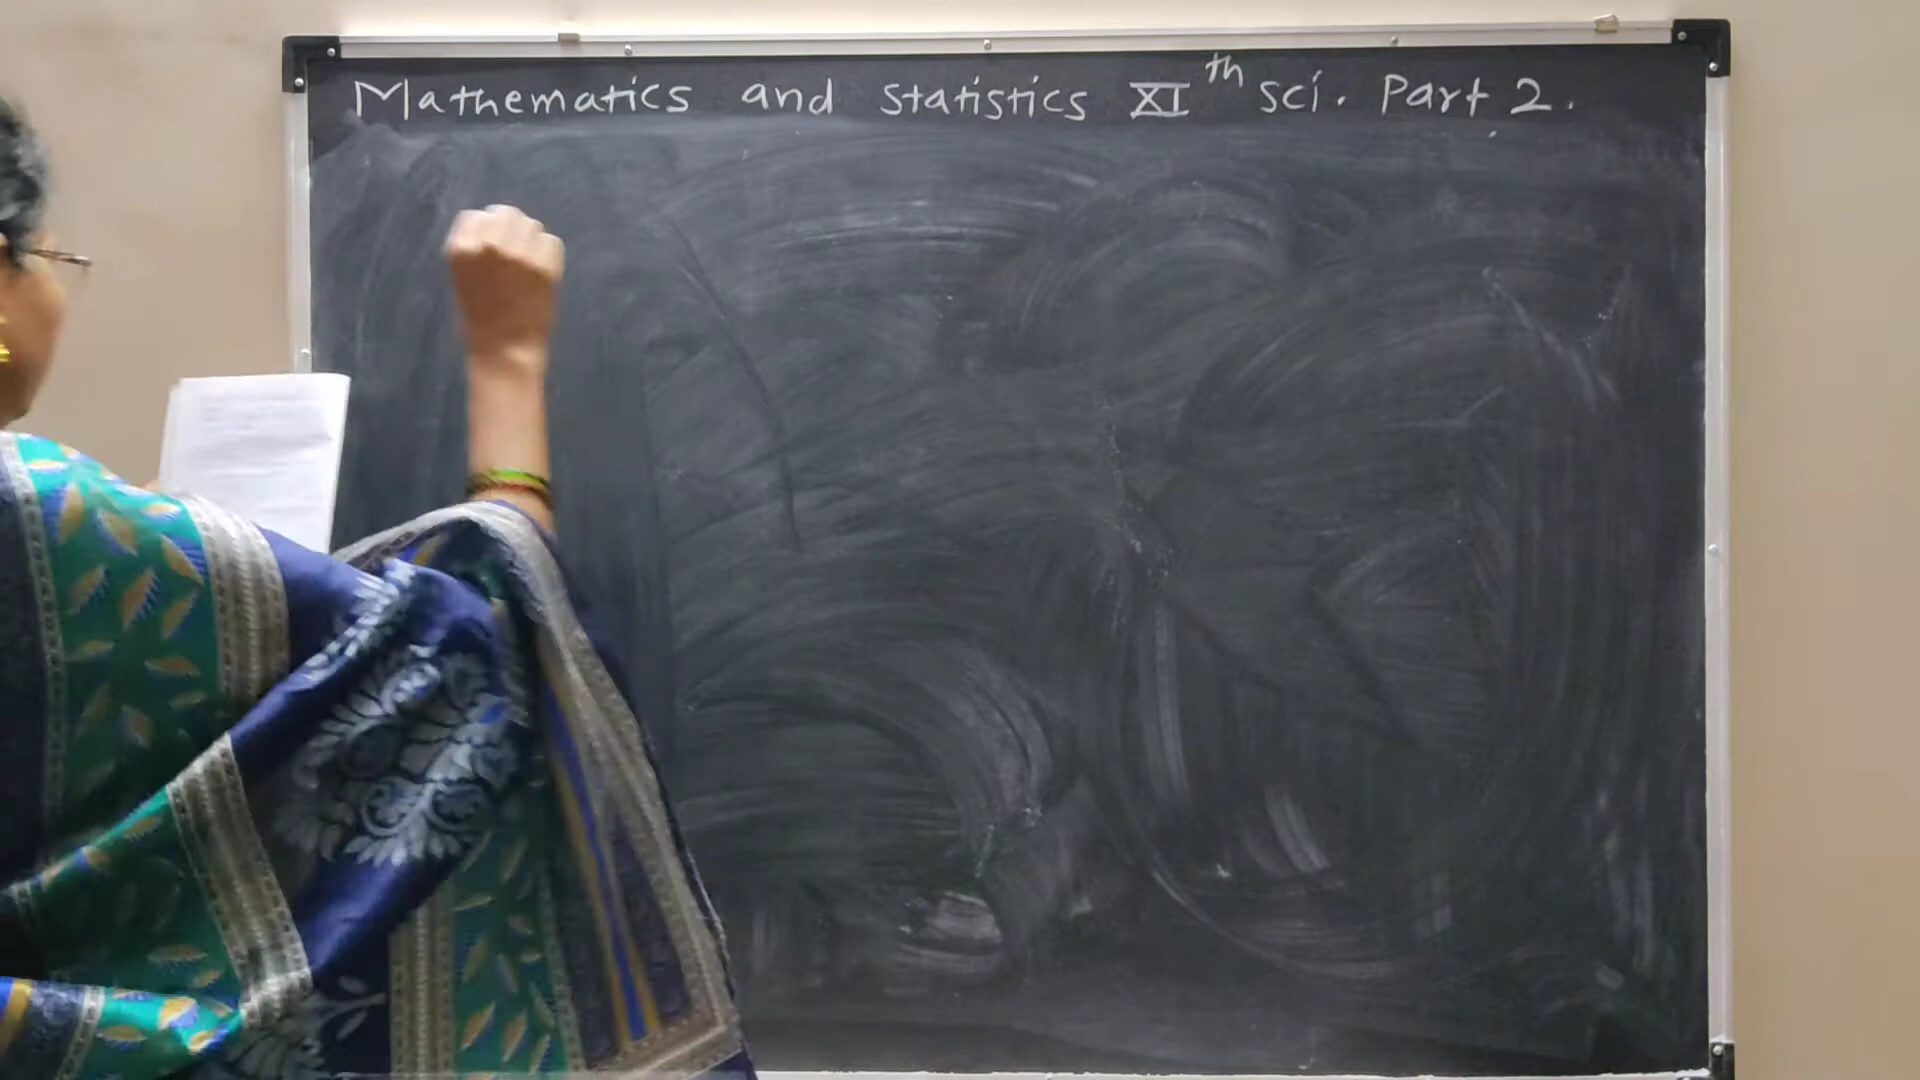 Mathematics and Statistics XI th Sci. Part 2.